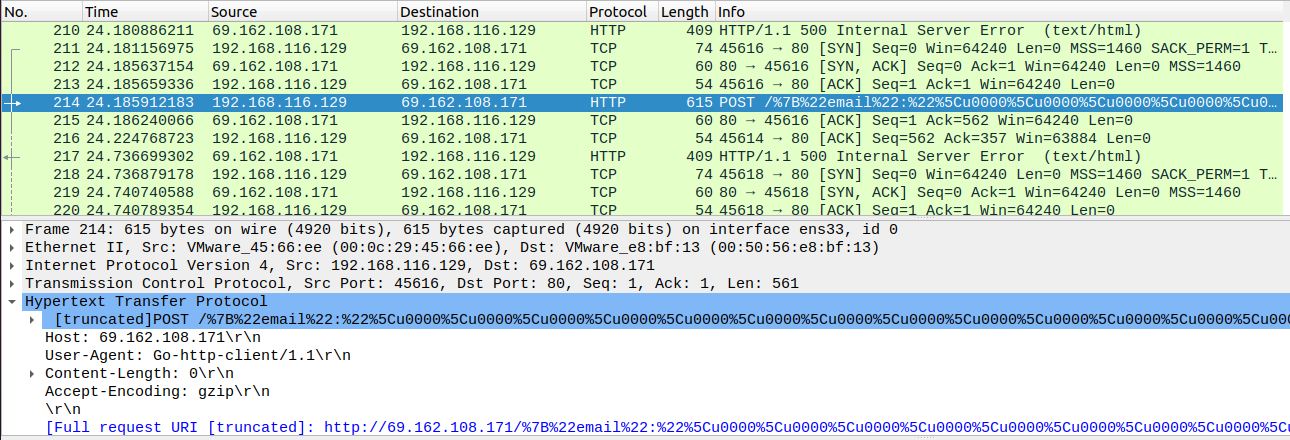 No. Time Source Destination Protocol Length Info
210 24.180886211 69.162.108.171 192.168.116.129 HTTP 409 HTTP/1.1 500 Internal Server Error (text/html)
211 24.181156975 192.168.116.129 69.162.108.171 TCP 74 45616 → 80 [SYN] Seq=0 Win=64240 Len=0 MSS=1460 SACK_PERM=1 T…
212 24.185637154 69.162.108.171 192.168.116.129 TCP 60 80 → 45616 [SYN, ACK] Seq=0 Ack=1 Win=64240 Len=0 MSS=1460
213 24.185659336 192.168.116.129 69.162.108.171 TCP 54 45616 → 80 [ACK] Seq=1 Ack=1 Win=64240 Len=0
214 24.185912183 192.168.116.129 69.162.108.171 HTTP 615 POST /%7B%22email%22:%22%5Cu0000%5Cu0000%5Cu0000%5Cu0000%5Cu0…
215 24.186240066 69.162.108.171 192.168.116.129 TCP 60 80 → 45616 [ACK] Seq=1 Ack=562 Win=64240 Len=0
216 24.224768723 192.168.116.129 69.162.108.171 TCP 54 45614 → 80 [ACK] Seq=562 Ack=357 Win=63884 Len=0
217 24.736699302 69.162.108.171 192.168.116.129 HTTP 409 HTTP/1.1 500 Internal Server Error (text/html)
218 24.736879178 192.168.116.129 69.162.108.171 TCP 74 45618 → 80 [SYN] Seq=0 Win=64240 Len=0 MSS=1460 SACK_PERM=1 T…
219 24.740740588 69.162.108.171 192.168.116.129 TCP 60 80 → 45618 [SYN, ACK] Seq=0 Ack=1 Win=64240 Len=0 MSS=1460
220 24.740789354 192.168.116.129 69.162.108.171 TCP 54 45618 → 80 [ACK] Seq=1 Ack=1 Win=64240 Len=0
Frame 214: 615 bytes on wire (4920 bits), 615 bytes captured (4920 bits) on interface ens33, id 0
Ethernet II, Src: VMware_45:66:ee (00:0c:29:45:66:ee), Dst: VMware_e8:bf:13 (00:50:56:e8:bf:13)
Internet Protocol Version 4, Src: 192.168.116.129, Dst: 69.162.108.171
Transmission Control Protocol, Src Port: 45616, Dst Port: 80, Seq: 1, Ack: 1, Len: 561
Hypertext Transfer Protocol
[truncated]POST /%7B%22email%22:%22%5Cu0000%5Cu0000%5Cu0000%5Cu0000%5Cu0000%5Cu0000%5Cu0000%5Cu0000%5Cu0000%5Cu0000%5Cu0000%5Cu0000%5Cu00
Host: 69.162.108.171\r\n
User-Agent: Go-http-client/1.1\r\n
Content-Length: 0\r\n
Accept-Encoding: gzip\r\n
\r\n
[Full request URI [truncated]: http://69.162.108.171/%7B%22email%22:%22%5Cu0000%5Cu0000%5Cu0000%5Cu0000%5Cu0000%5Cu0000%5Cu0000%5Cu0000%5